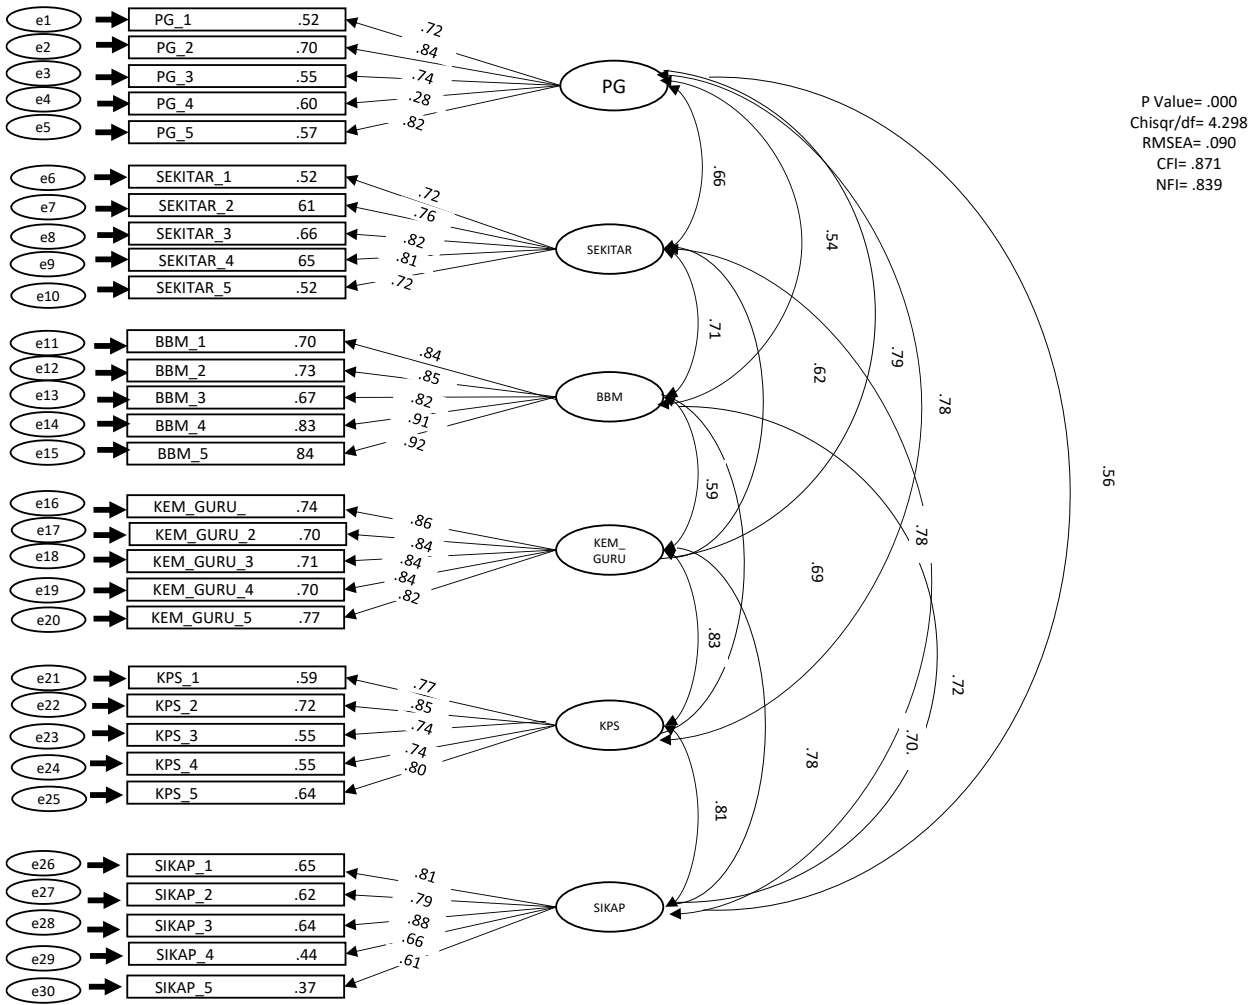 e1 PG_1 .52 .72
e2 PG_2 .70 .84
e3 PG_3 .55 .74
e4 PG_4 .60 .28
e5 PG_5 .57 .82
PG
P Value= .000
Chisqr/df= 4.298
RMSEA= .090
CFI= .871
NFI= .839
.66
e6 SEKITAR_1 .52 .72
e7 SEKITAR_2 61 .76
e8 SEKITAR_3 .66 .82
e9 SEKITAR_4 65 .81
e10 SEKITAR_5 .52 .72
SEKITAR
.54
.71
e11 BBM_1 .70 .84
e12 BBM_2 .73 .85
e13 BBM_3 .67 .82
e14 BBM_4 .83 .91
e15 BBM_5 84 .92
BBM
.62
.79
.78
.56
.59
e16 KEM_GURU_ .74 .86
e17 KEM_GURU_2 .70 .84
e18 KEM_GURU_3 .71 .84
e19 KEM_GURU_4 .70 .84
e20 KEM_GURU_5 .77 .82
KEM_
GURU
.78
.69
.83
.72
e21 KPS_1 .59 .77
e22 KPS_2 .72 .85
e23 KPS_3 .55 .74
e24 KPS_4 .55 .74
e25 KPS_5 .64 .80
KPS
.78
.70.
.81
e26 SIKAP_1 .65 .81
e27 SIKAP_2 .62 .79
e28 SIKAP_3 .64 .88
e29 SIKAP_4 .44 .66
e30 SIKAP_5 .37 .61
SIKAP